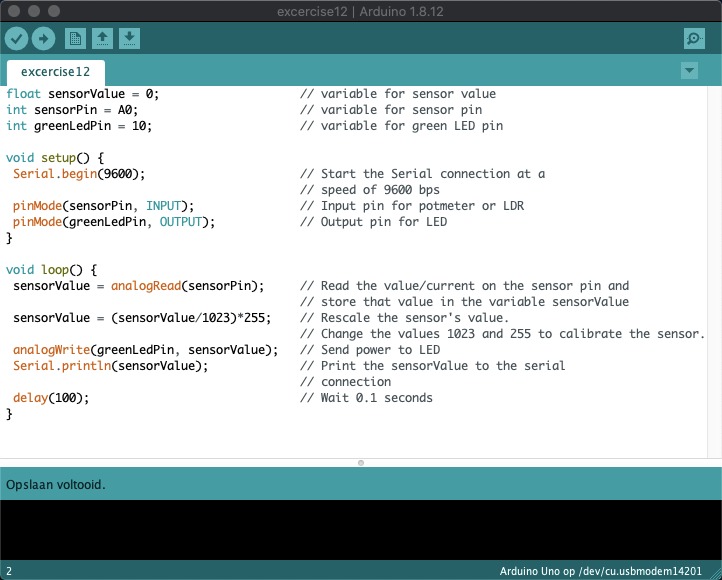 excercise12 | Arduino 1.8.12
excercise12
float sensorValue = 0; // variable for sensor value
int sensorPin = A0; // variable for sensor pin
int greenLedPin = 10; // variable for green LED pin
void setup() {
Serial.begin(9600); // Start the Serial connection at a
// speed of 9600 bps
pinMode(sensorPin, INPUT); // Input pin for potmeter or LDR
pinMode(greenLedPin, OUTPUT); // Output pin for LED
}
void loop() {
sensorValue = analogRead(sensorPin); // Read the value/current on the sensor pin and
// store that value in the variable sensorValue
sensorValue = (sensorValue/1023)*255; // Rescale the sensor's value.
// Change the values 1023 and 255 to calibrate the sensor.
analogWrite(greenLedPin, sensorValue); // Send power to LED
Serial.println(sensorValue); // Print the sensorValue to the serial
// connection
delay(100); // Wait 0.1 seconds
}
Opslaan voltooid.
2 Arduino Uno op /dev/cu.usbmodem14201